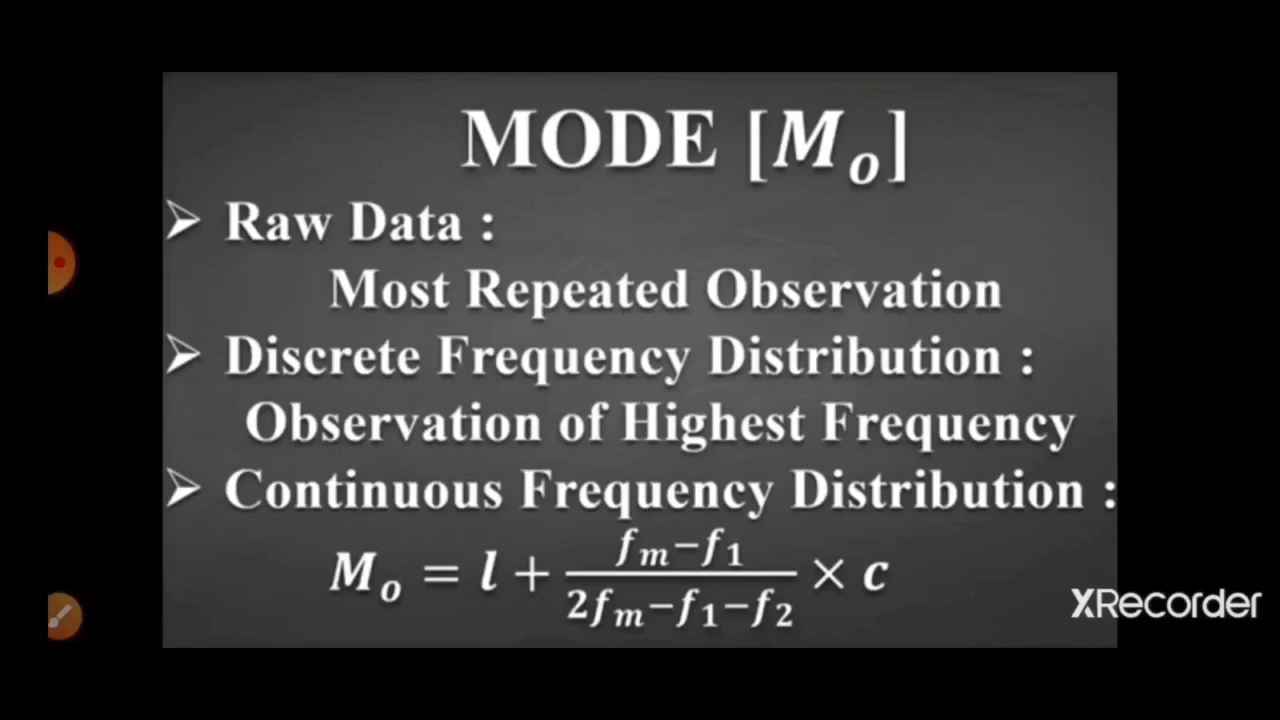 MODE [Mₒ]
➢ Raw Data :
Most Repeated Observation
➢ Discrete Frequency Distribution :
Observation of Highest Frequency
➢ Continuous Frequency Distribution :
Mₒ = l + (fₘ−f₁)/(2fₘ−f₁−f₂) × c
XRecorder